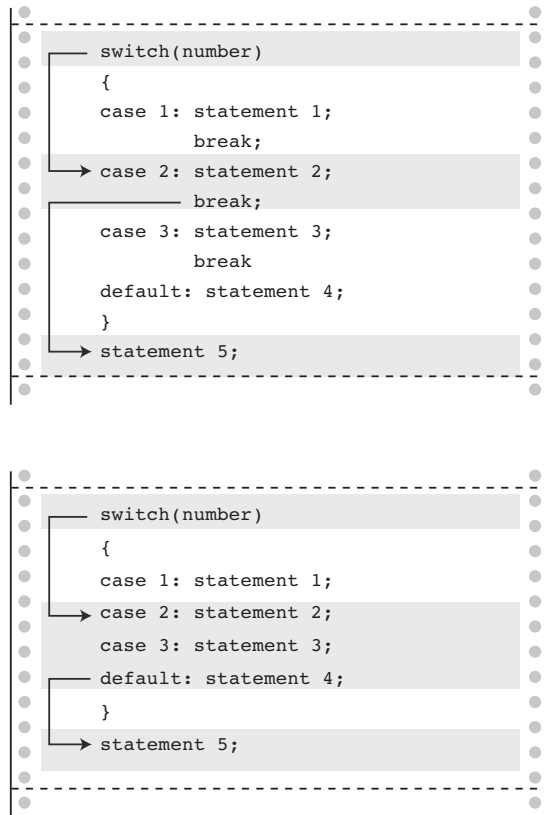 switch(number)
{
case 1: statement 1;
break;
case 2: statement 2;
break;
case 3: statement 3;
break
default: statement 4;
}
statement 5;
switch(number)
{
case 1: statement 1;
case 2: statement 2;
case 3: statement 3;
default: statement 4;
}
statement 5;